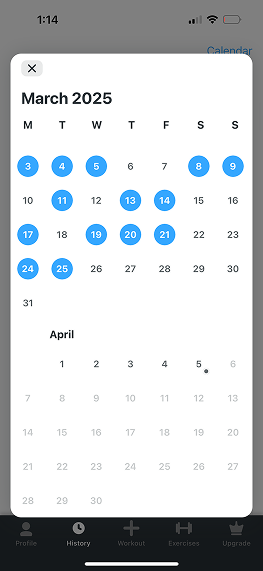 1:14
Calendar
March 2025
M T W T F S S
3 4 5 6 7 8 9
10 11 12 13 14 15 16
17 18 19 20 21 22 23
24 25 26 27 28 29 30
31
April
1 2 3 4 5 6
7 8 9 10 11 12 13
14 15 16 17 18 19 20
21 22 23 24 25 26 27
28 29 30
Profile History Workout Exercises Upgrade